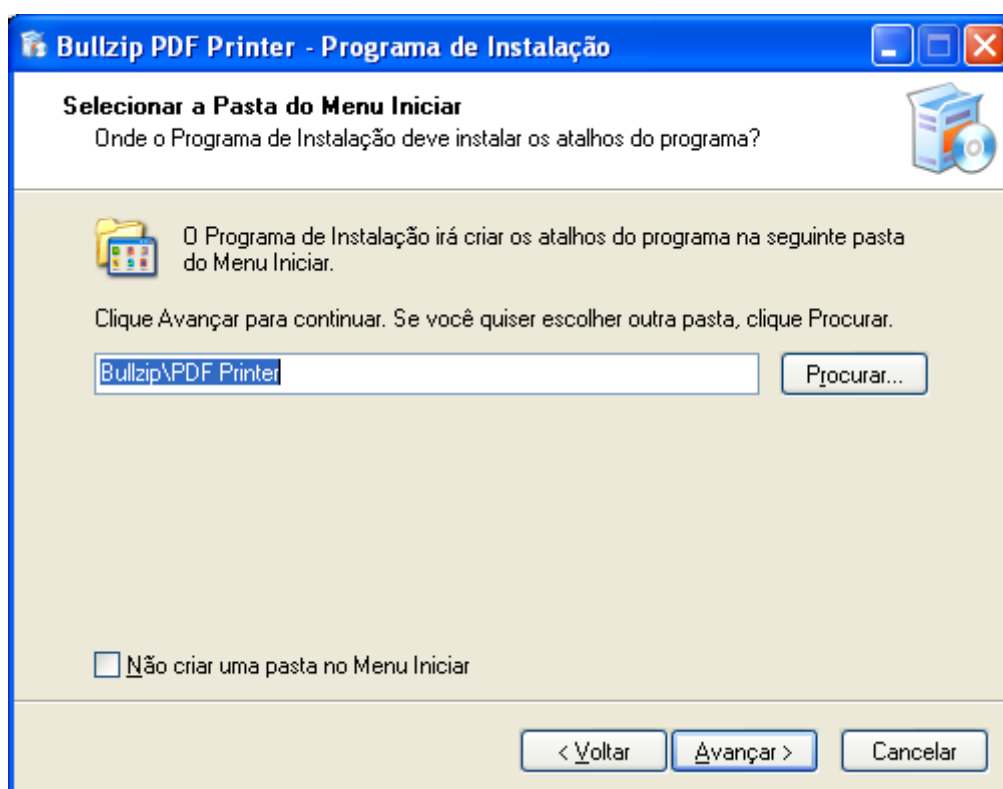 Bullzip PDF Printer - Programa de Instalação
Selecionar a Pasta do Menu Iniciar
Onde o Programa de Instalação deve instalar os atalhos do programa?
O Programa de Instalação irá criar os atalhos do programa na seguinte pasta
do Menu Iniciar.
Clique Avançar para continuar. Se você quiser escolher outra pasta, clique Procurar.
Bullzip\PDF Printer
Procurar...
Não criar uma pasta no Menu Iniciar
< Voltar
Avançar >
Cancelar